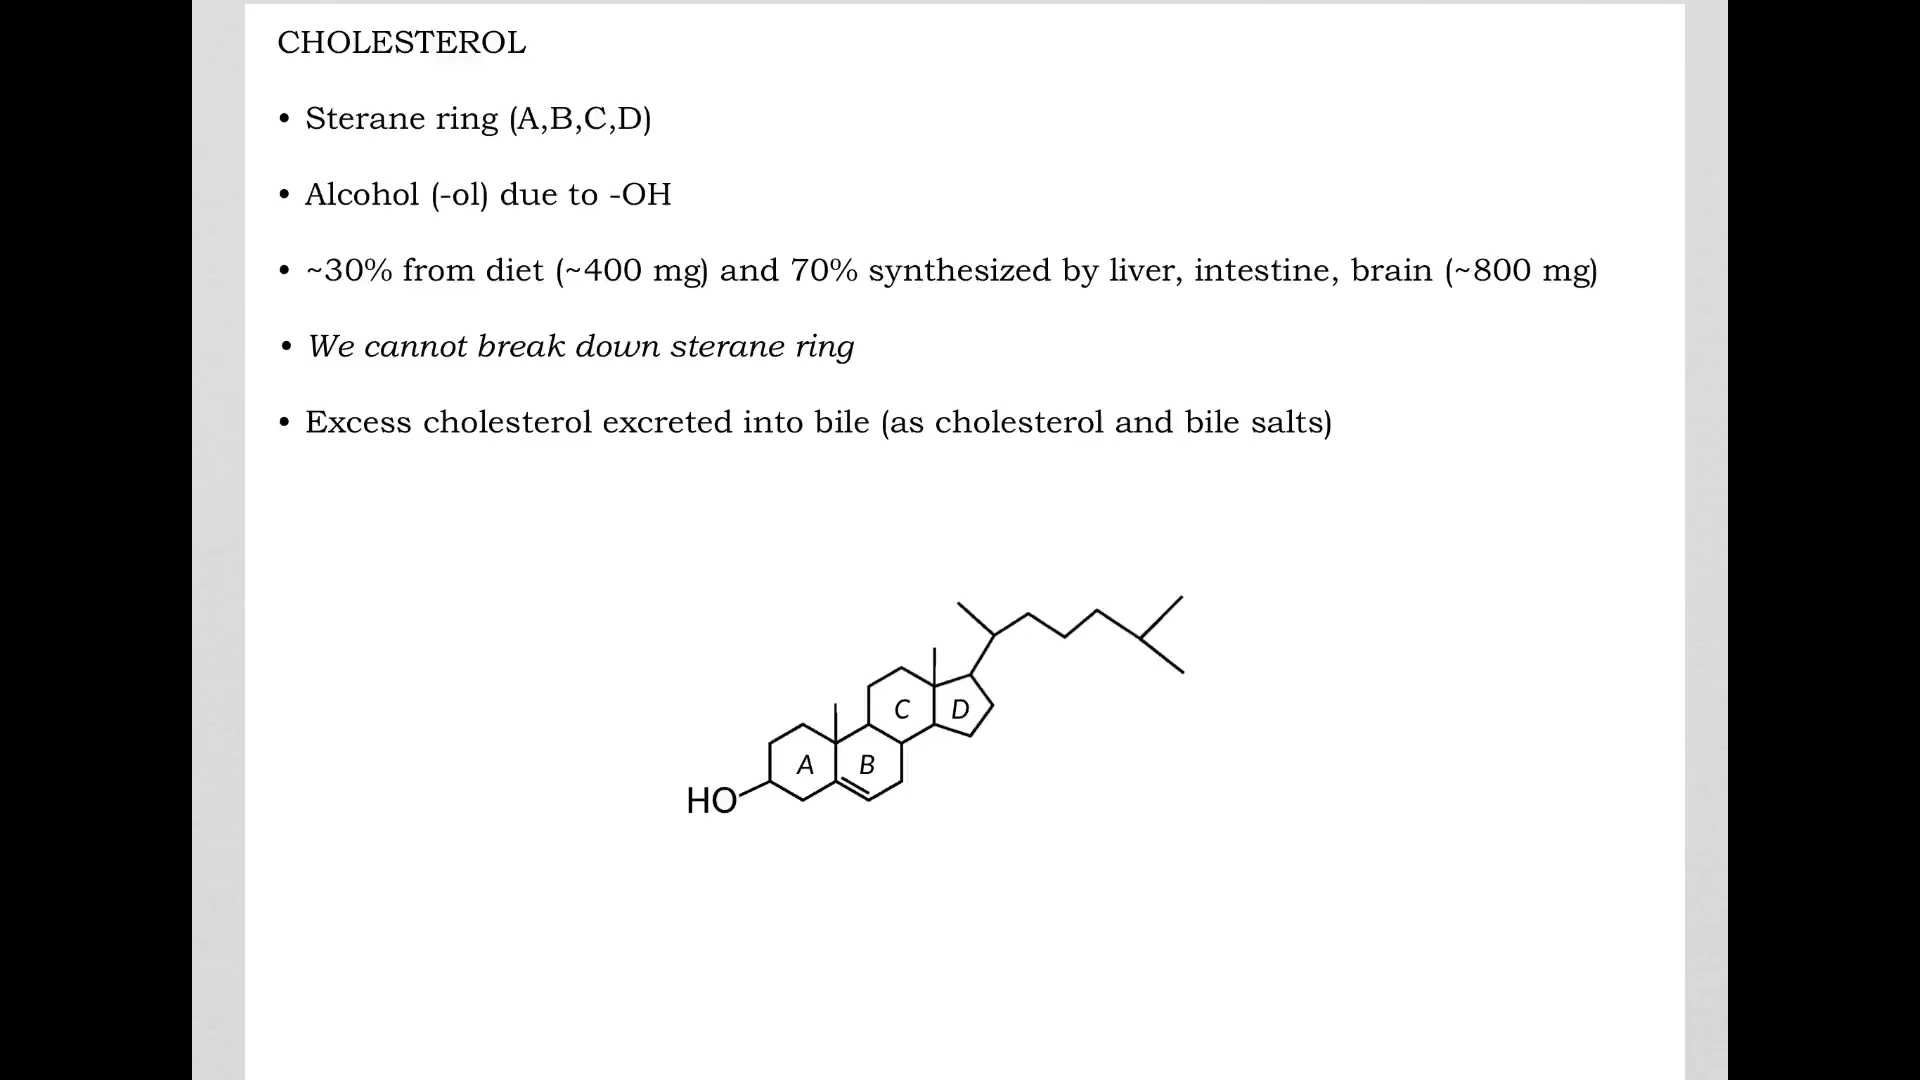 CHOLESTEROL
• Sterane ring (A,B,C,D)
• Alcohol (-ol) due to -OH
• ~30% from diet (~400 mg) and 70% synthesized by liver, intestine, brain (~800 mg)
• We cannot break down sterane ring
• Excess cholesterol excreted into bile (as cholesterol and bile salts)
C D
A B
HO